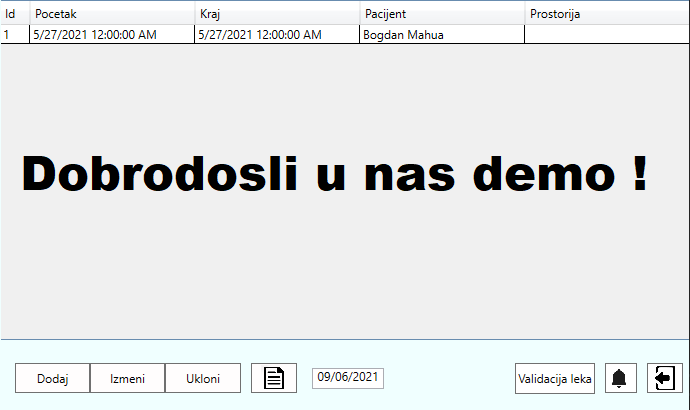 Id Pocetak Kraj Pacijent Prostorija
1 5/27/2021 12:00:00 AM 5/27/2021 12:00:00 AM Bogdan Mahua
Dobrodosli u nas demo !
Dodaj Izmeni Ukloni 09/06/2021 Validacija leka